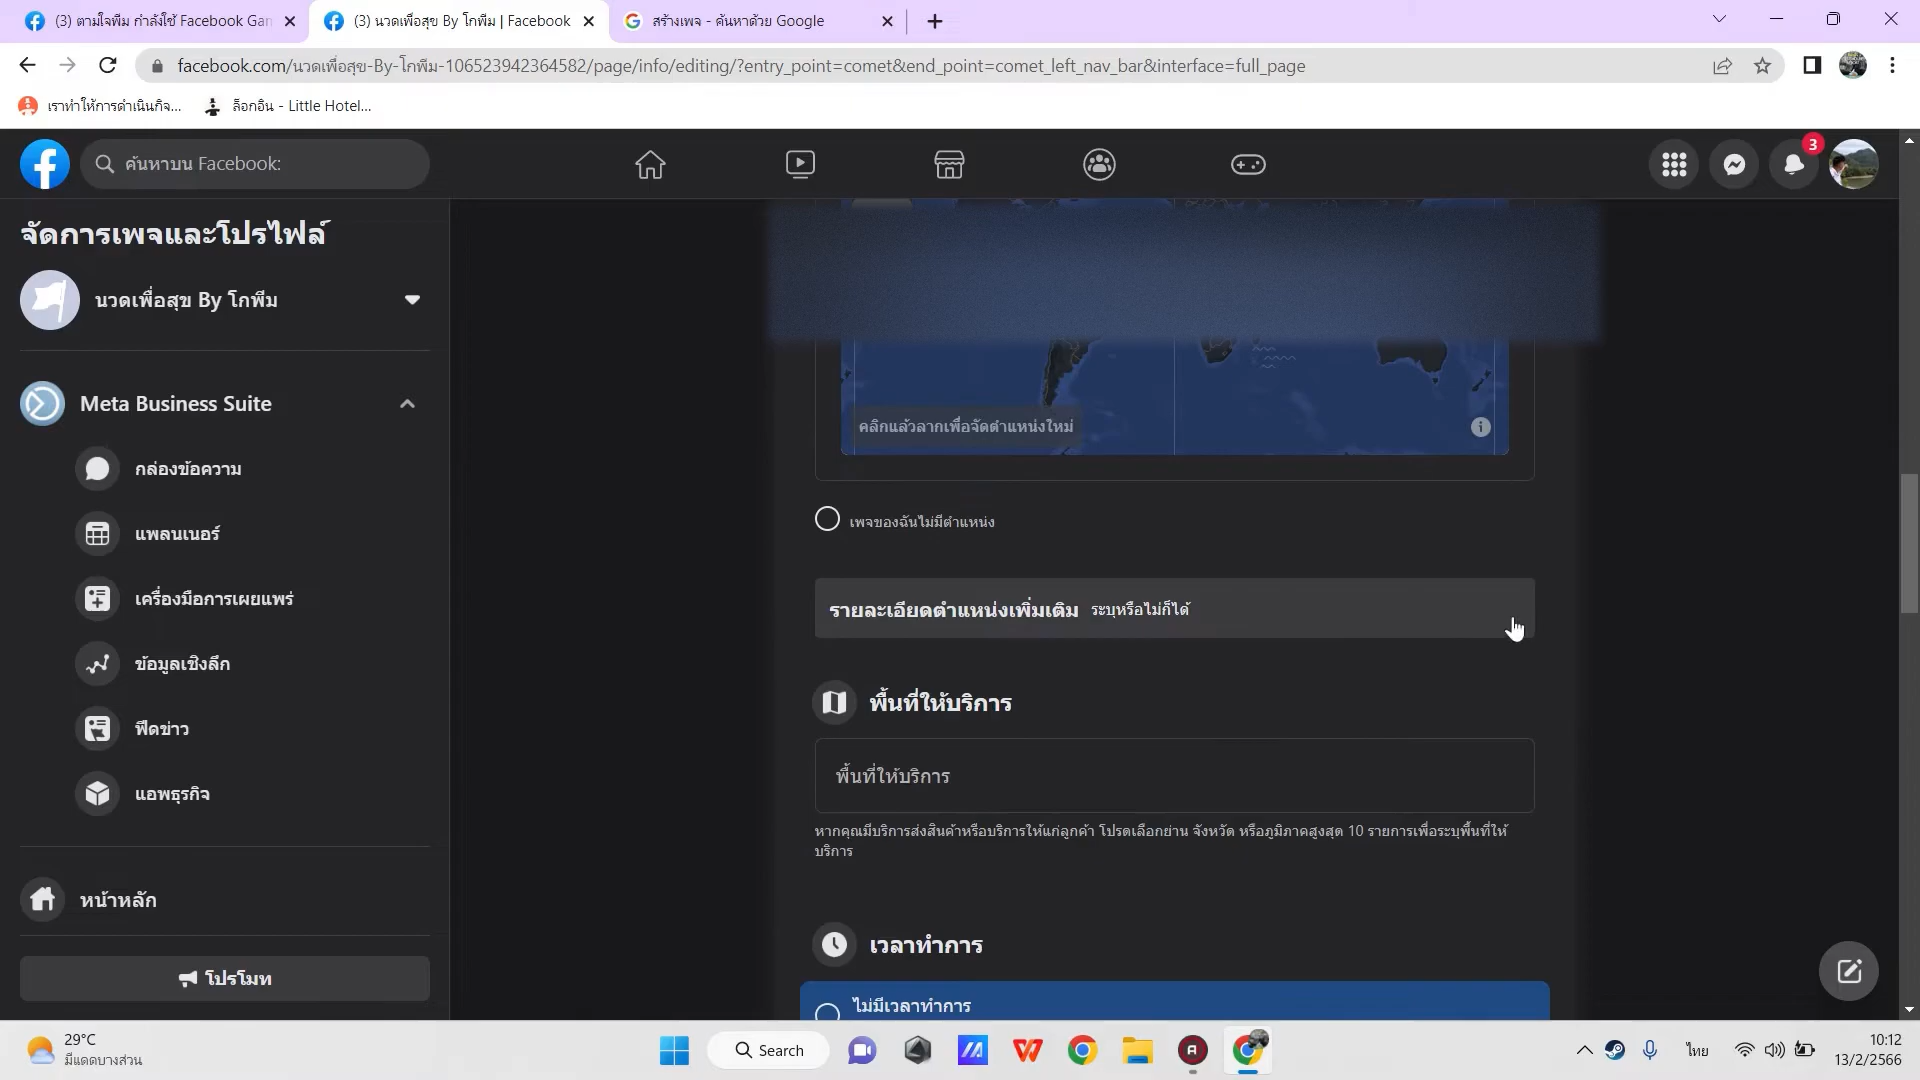 (3) ตามใจพีม กำลังใช้ Facebook Gam
(3) นวดเพื่อสุข By โกพีม | Facebook
สร้างเพจ - ค้นหาด้วย Google
facebook.com/นวดเพื่อสุข-By-โกพีม-106523942364582/page/info/editing/?entry_point=comet&end_point=comet_left_nav_bar&interface=full_page
เราทำให้การดำเนินกิจ...
ล็อกอิน - Little Hotel...
ค้นหาบน Facebook:
3
จัดการเพจและโปรไฟล์
นวดเพื่อสุข By โกพีม
Meta Business Suite
กล่องข้อความ
แพลนเนอร์
เครื่องมือการเผยแพร่
ข้อมูลเชิงลึก
ฟีดข่าว
แอพธุรกิจ
หน้าหลัก
โปรโมท
คลิกแล้วลากเพื่อจัดตำแหน่งใหม่
เพจของฉันไม่มีตำแหน่ง
รายละเอียดตำแหน่งเพิ่มเติม ระบุหรือไม่ก็ได้
พื้นที่ให้บริการ
พื้นที่ให้บริการ
หากคุณมีบริการส่งสินค้าหรือบริการให้แก่ลูกค้า โปรดเลือกย่าน จังหวัด หรือภูมิภาคสูงสุด 10 รายการเพื่อระบุพื้นที่ให้
บริการ
เวลาทำการ
ไม่มีเวลาทำการ
29°C
มีแดดบางส่วน
Search
ไทย
10:12
13/2/2566